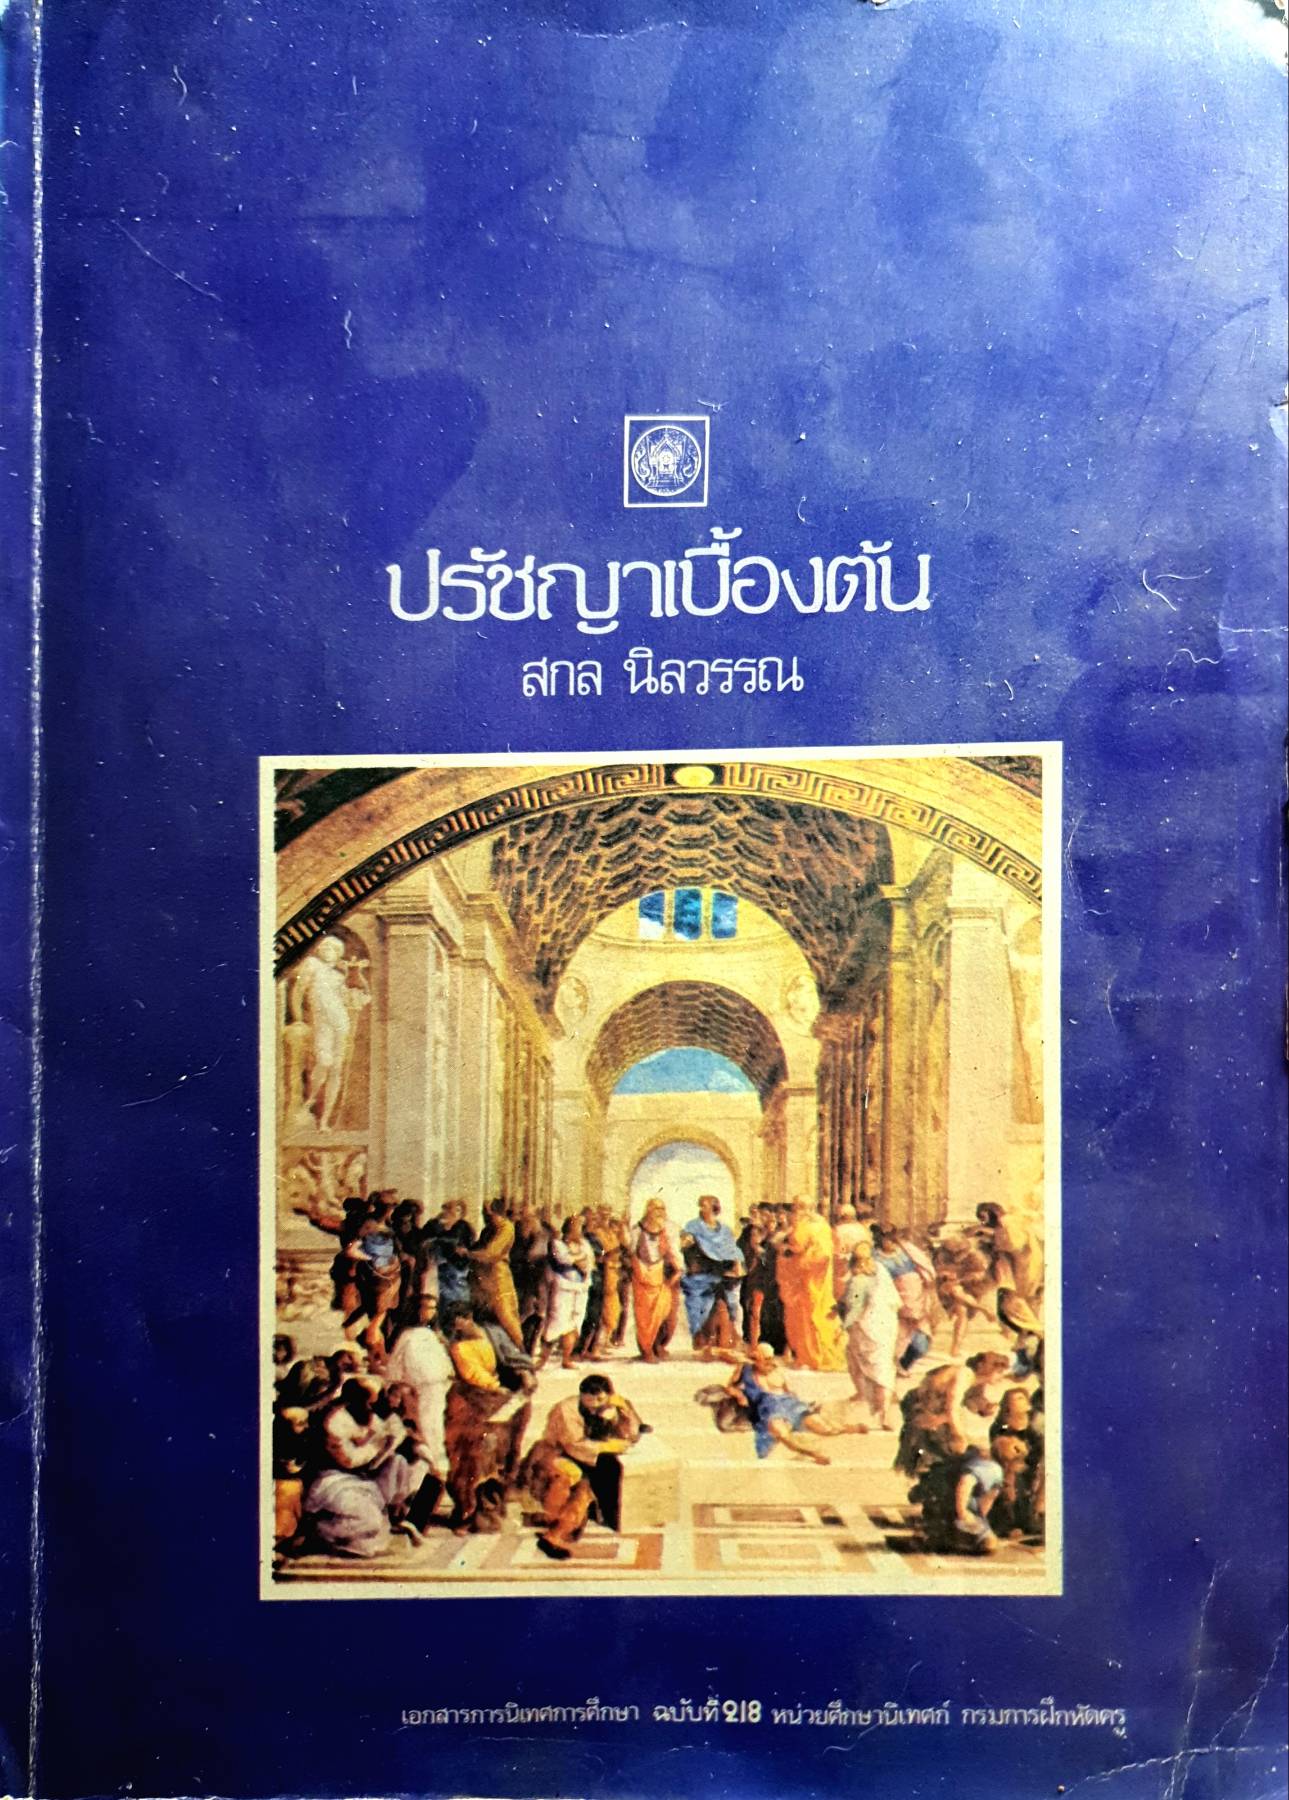 ปรัชญาเบื้องต้น
สกล นิลวรรณ
เอกสารการนิเทศการศึกษา ฉบับที่ 218 หน่วยศึกษานิเทศก์ กรมการฝึกหัดครู